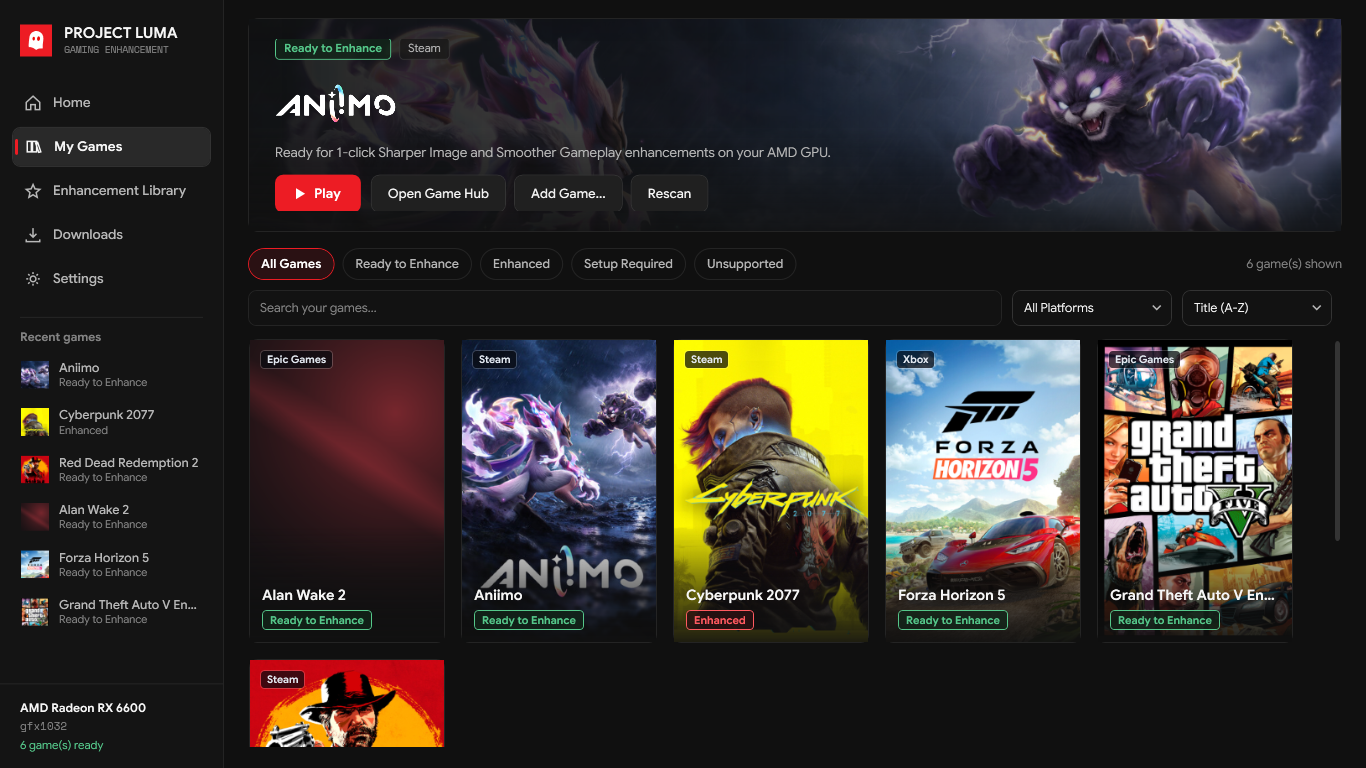 PROJECT LUMA
GAMING ENHANCEMENT
Home
My Games
Enhancement Library
Downloads
Settings
Recent games
Aniimo
Ready to Enhance
Cyberpunk 2077
Enhanced
Red Dead Redemption 2
Ready to Enhance
Alan Wake 2
Ready to Enhance
Forza Horizon 5
Ready to Enhance
Grand Theft Auto V En...
Ready to Enhance
AMD Radeon RX 6600
gfx1032
6 game(s) ready
Ready to Enhance Steam
ANIIMO
Ready for 1-click Sharper Image and Smoother Gameplay enhancements on your AMD GPU.
Play Open Game Hub Add Game... Rescan
All Games Ready to Enhance Enhanced Setup Required Unsupported 6 game(s) shown
Search your games... All Platforms Title (A-Z)
Epic Games
Alan Wake 2
Ready to Enhance
Steam
ANIIMO
Aniimo
Ready to Enhance
Steam
Cyberpunk
2077
Cyberpunk 2077
Enhanced
Xbox
FORZA
HORIZON 5
Forza Horizon 5
Ready to Enhance
Epic Games
grand
theft
auto V
FIVE
Grand Theft Auto V En...
Ready to Enhance
Steam